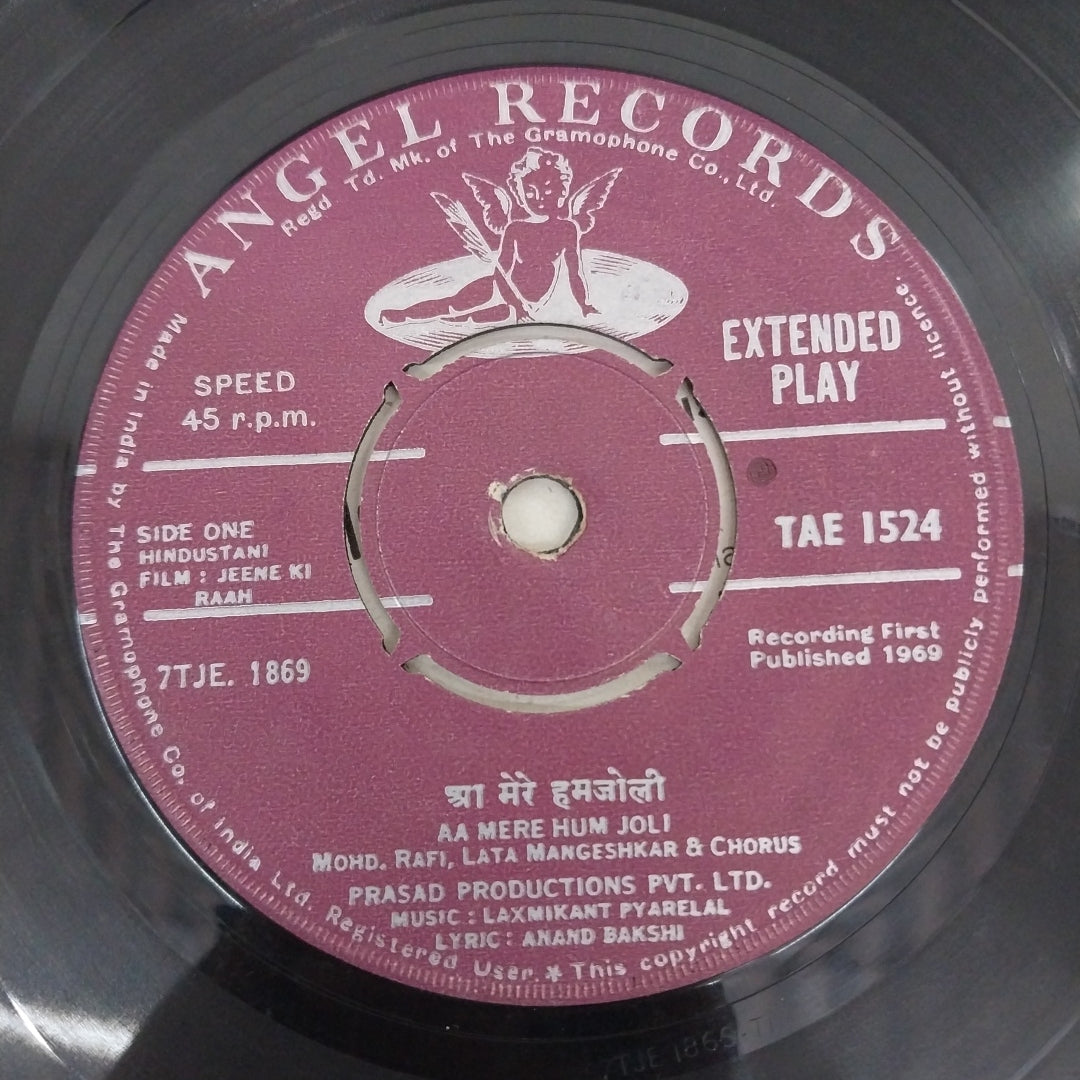 ANGEL RECORDS
Regd Td. Mk. of The Gramophone Co., Ltd.
EXTENDED
PLAY
SPEED
45 r.p.m.
SIDE ONE
HINDUSTANI
FILM : JEENE KI
RAAH
TAE 1524
7TJE. 1869
Recording First
Published 1969
आ मेरे हमजोली
AA MERE HUM JOLI
MOHD. RAFI, LATA MANGESHKAR & CHORUS
PRASAD PRODUCTIONS PVT. LTD.
MUSIC : LAXMIKANT PYARELAL
LYRIC : ANAND BAKSHI
Made in India by The Gramophone Co. of India Ltd. Registered User. * This copyright record must not be publicly performed without licence.